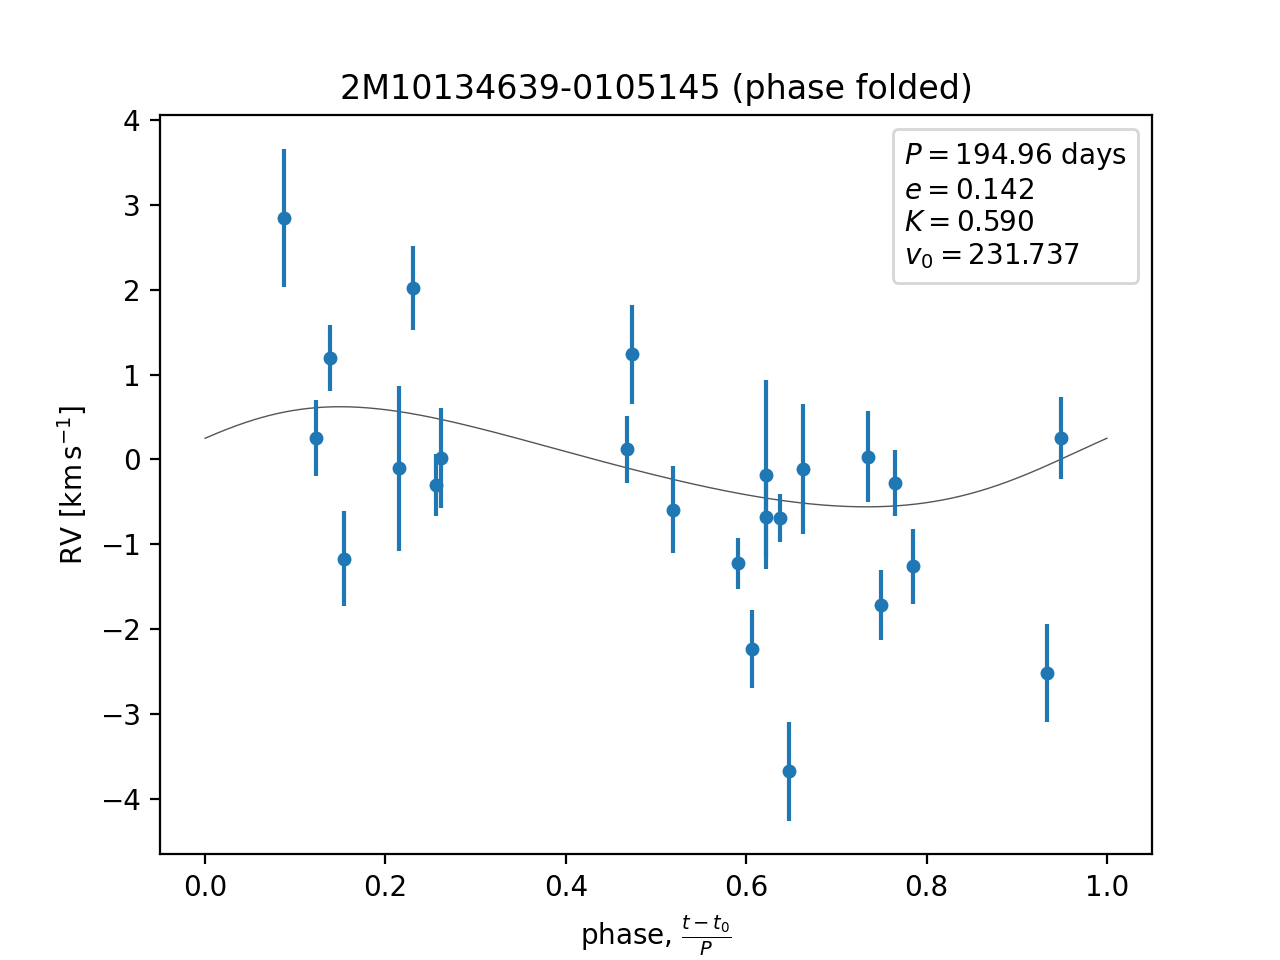 2M10134639-0105145 (phase folded)
P = 194.96 days
e = 0.142
K = 0.590
v₀ = 231.737
4
3
2
1
0
−1
−2
−3
−4
RV [km s⁻¹]
0.0 0.2 0.4 0.6 0.8 1.0
phase, (t − t₀)/P